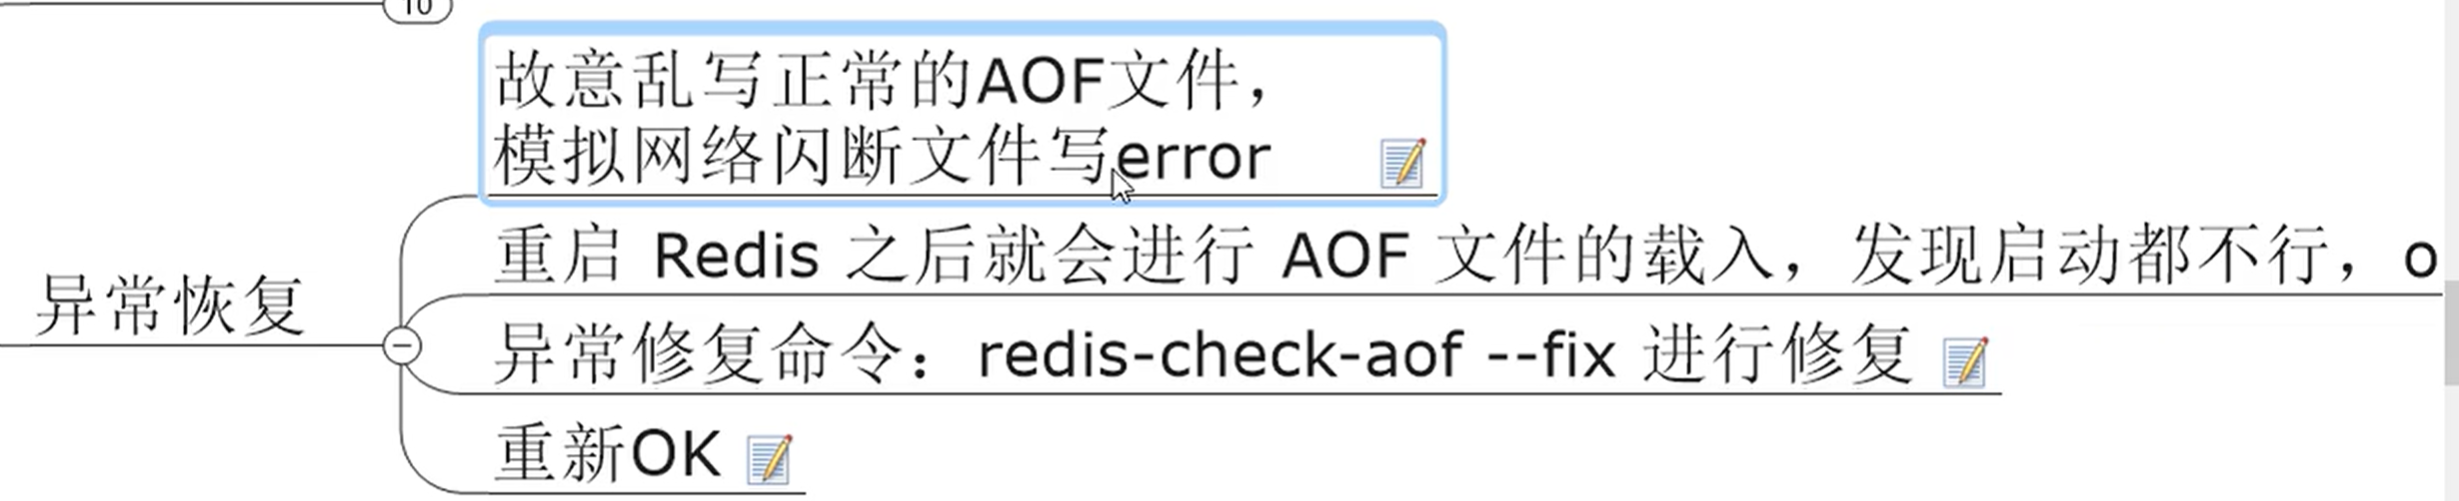 10
故意乱写正常的AOF文件，
模拟网络闪断文件写error
重启 Redis 之后就会进行 AOF 文件的载入，发现启动都不行，o
异常恢复
异常修复命令：redis-check-aof --fix 进行修复
重新OK